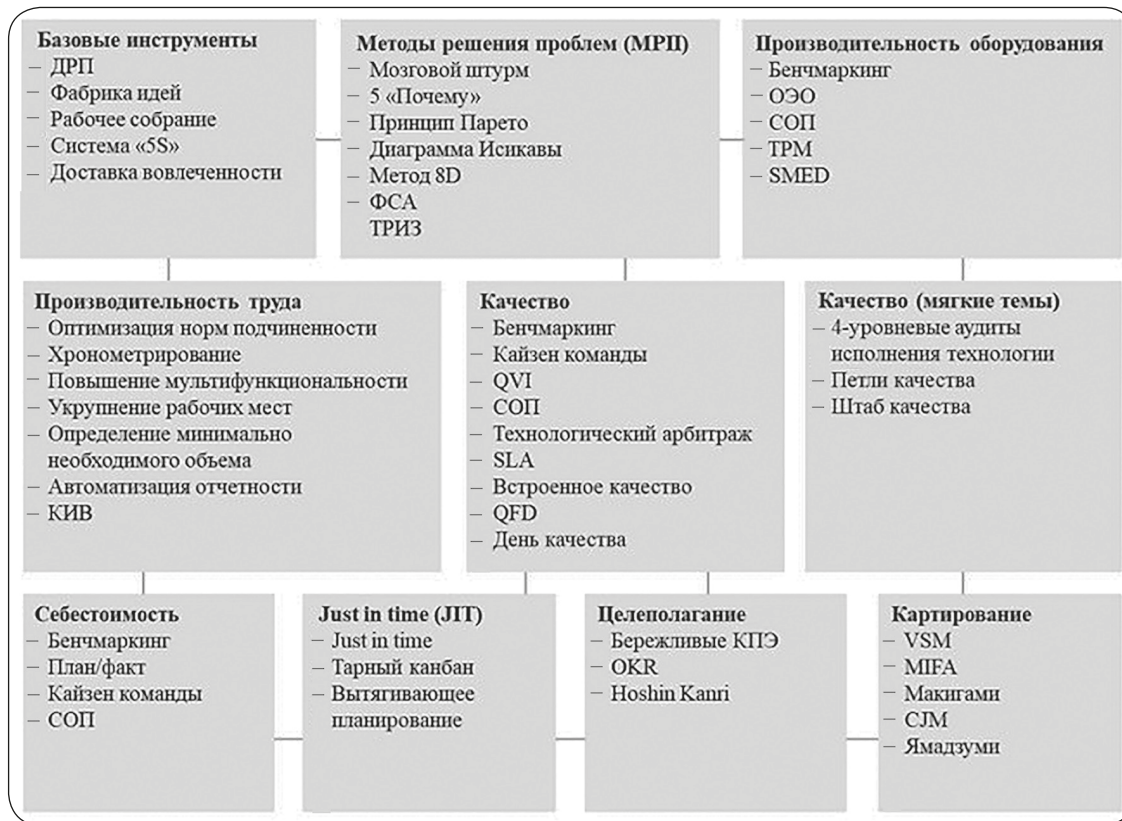 Базовые инструменты
– ДРП
– Фабрика идей
– Рабочее собрание
– Система «5S»
– Доставка вовлеченности
Методы решения проблем (МРП)
– Мозговой штурм
– 5 «Почему»
– Принцип Парето
– Диаграмма Исикавы
– Метод 8D
– ФСА
ТРИЗ
Производительность оборудования
– Бенчмаркинг
– ОЭО
– СОП
– TPM
– SMED
Производительность труда
– Оптимизация норм подчиненности
– Хронометрирование
– Повышение мультифункциональности
– Укрупнение рабочих мест
– Определение минимально
необходимого объема
– Автоматизация отчетности
– КИВ
Качество
– Бенчмаркинг
– Кайзен команды
– QVI
– СОП
– Технологический арбитраж
– SLA
– Встроенное качество
– QFD
– День качества
Качество (мягкие темы)
– 4-уровневые аудиты
исполнения технологии
– Петли качества
– Штаб качества
Себестоимость
– Бенчмаркинг
– План/факт
– Кайзен команды
– СОП
Just in time (JIT)
– Just in time
– Тарный канбан
– Вытягивающее
планирование
Целеполагание
– Бережливые КПЭ
– OKR
– Hoshin Kanri
Картирование
– VSM
– MIFA
– Макигами
– CJM
– Ямадзуми